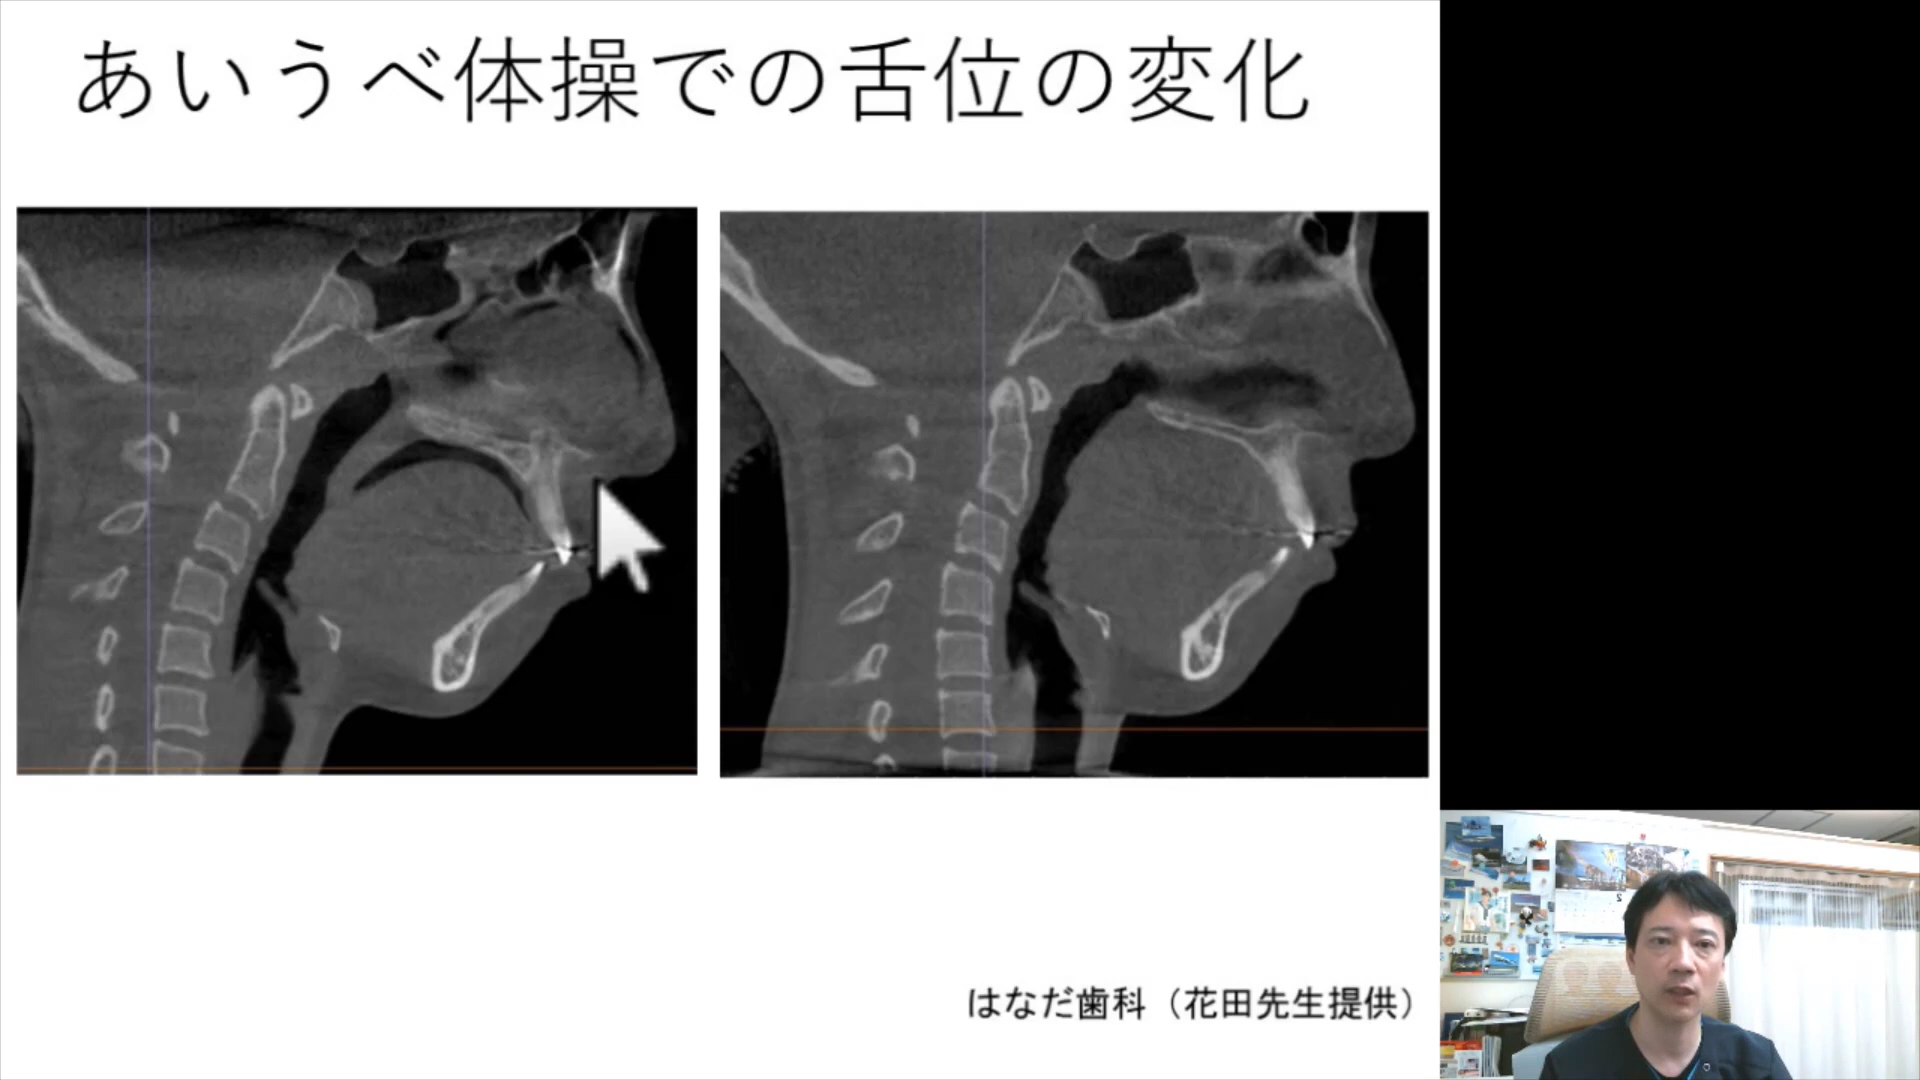 あいうべ体操での舌位の変化
はなだ歯科（花田先生提供）
2